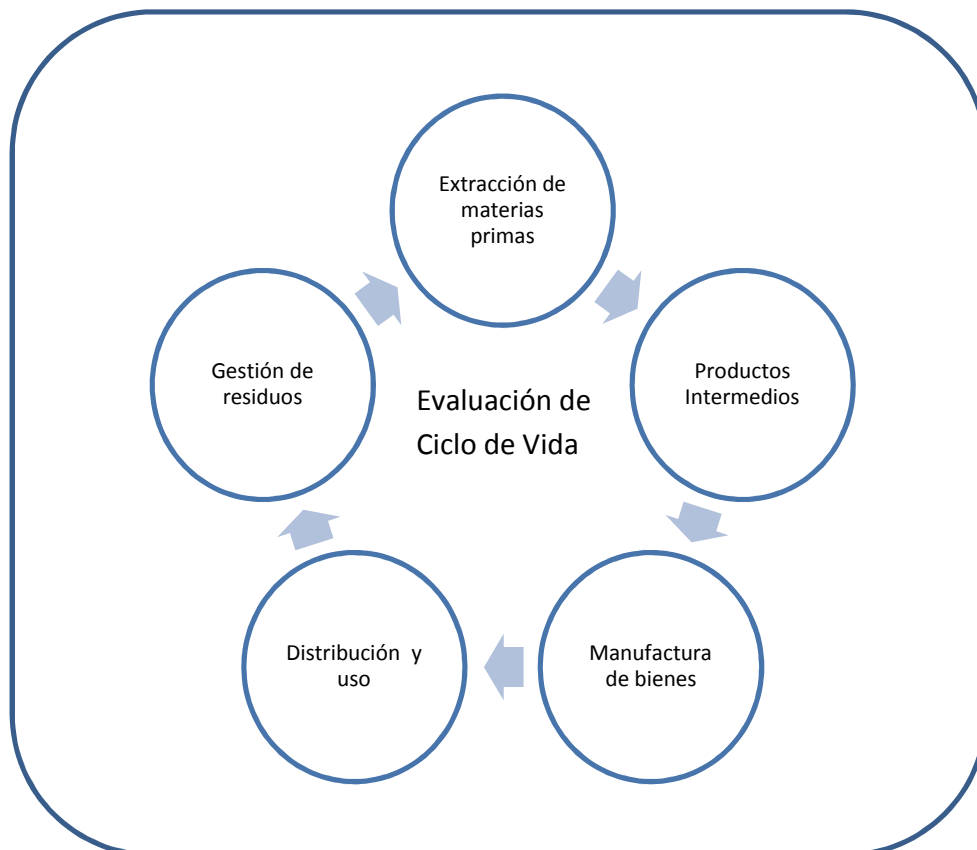 Extracción de
materias
primas
Productos
Intermedios
Manufactura
de bienes
Distribución y
uso
Gestión de
residuos
Evaluación de
Ciclo de Vida